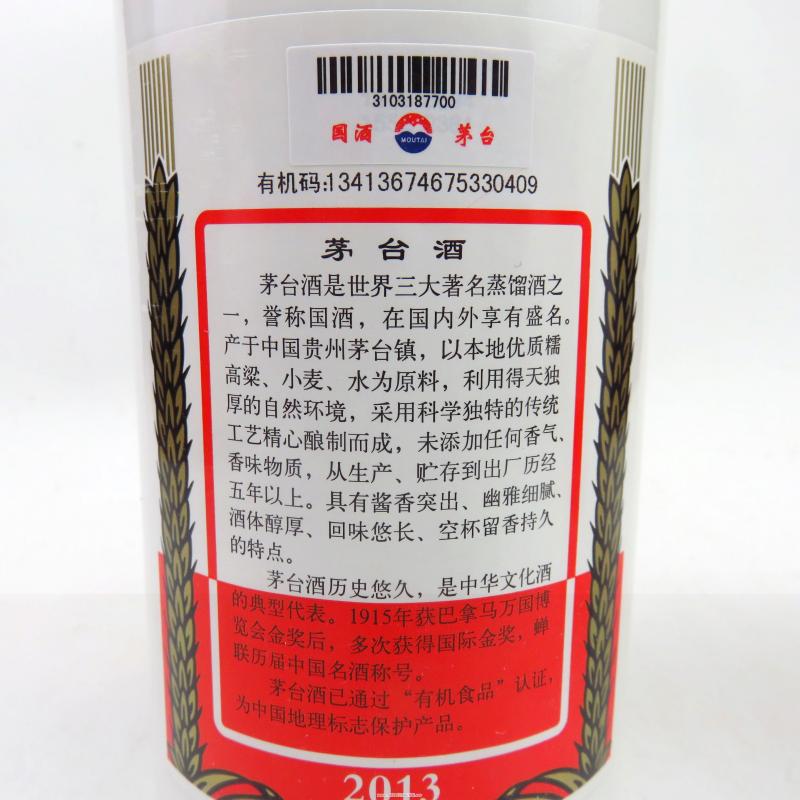 3103187700
国酒 MOUTAI 茅台
有机码:13413674675330409
茅台酒
茅台酒是世界三大著名蒸馏酒之
一，誉称国酒，在国内外享有盛名。
产于中国贵州茅台镇，以本地优质糯
高粱、小麦、水为原料，利用得天独
厚的自然环境，采用科学独特的传统
工艺精心酿制而成，未添加任何香气、
香味物质，从生产、贮存到出厂历经
五年以上。具有酱香突出、幽雅细腻、
酒体醇厚、回味悠长、空杯留香持久
的特点。
茅台酒历史悠久，是中华文化酒
的典型代表。1915年获巴拿马万国博
览会金奖后，多次获得国际金奖，蝉
联历届中国名酒称号。
茅台酒已通过“有机食品”认证，
为中国地理标志保护产品。
2013